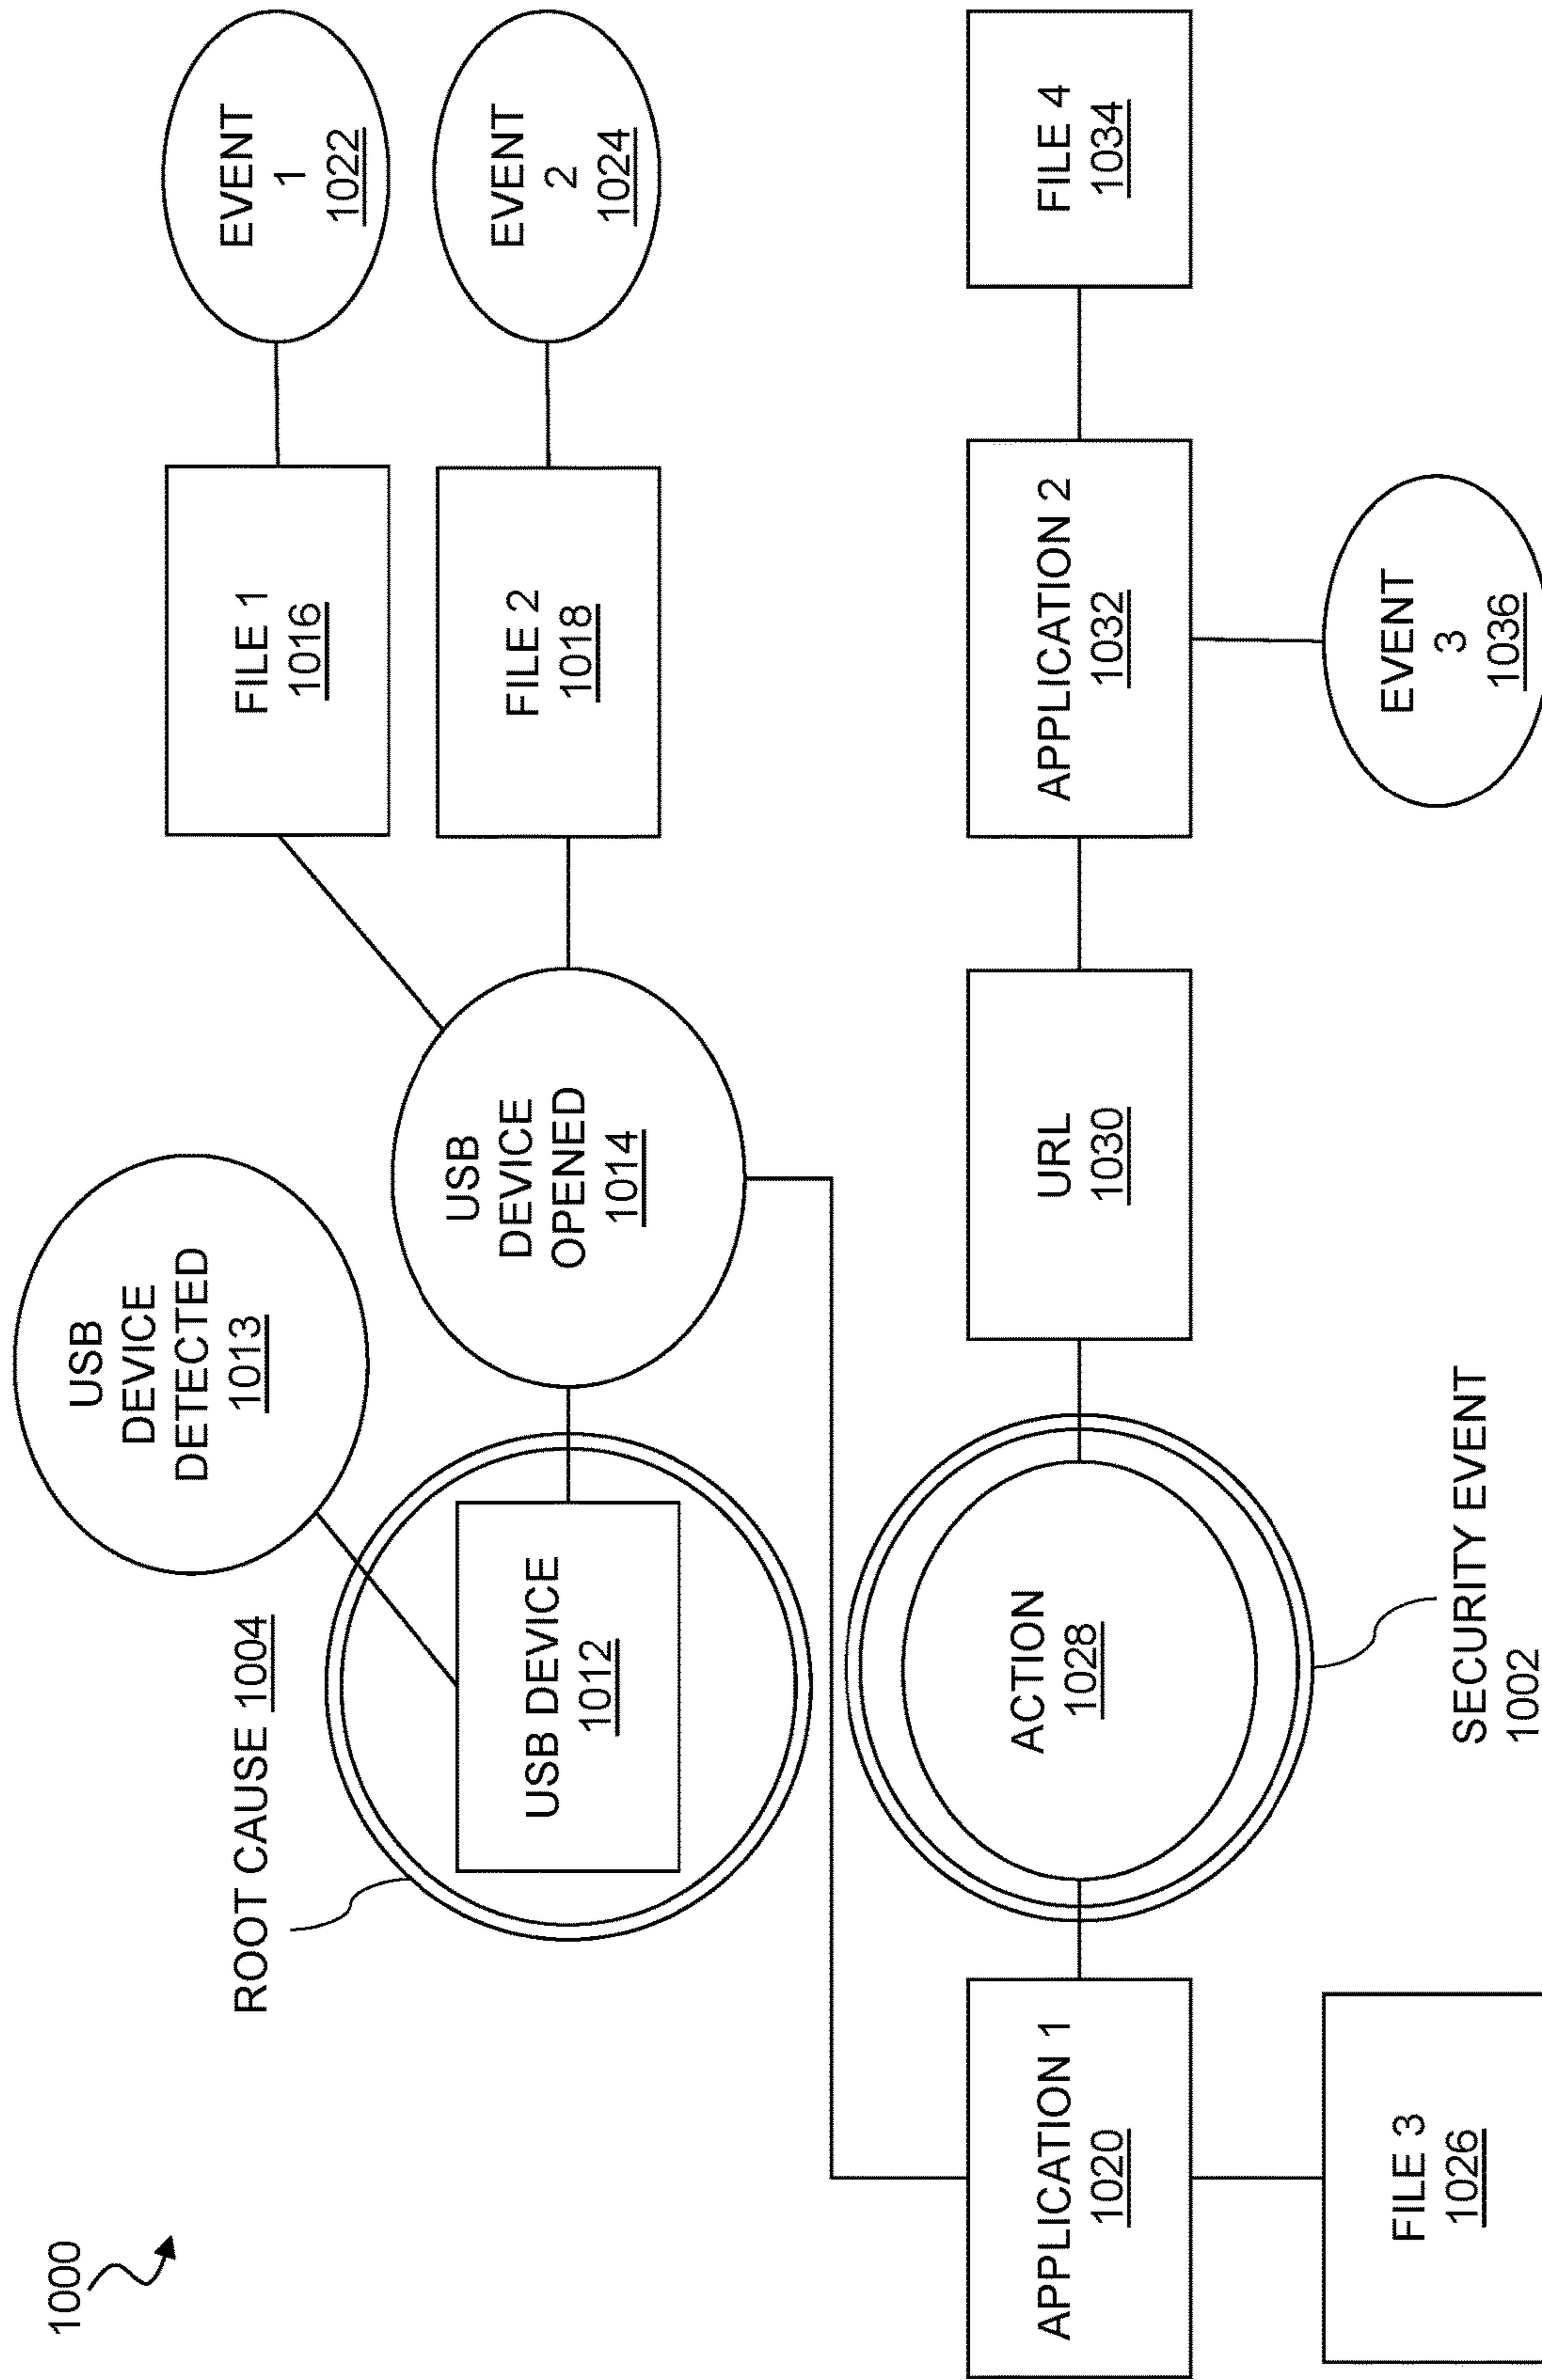 1000
ROOT CAUSE 1004
USB
DEVICE
DETECTED
1013
USB DEVICE
1012
USB
DEVICE
OPENED
1014
FILE 1
1016
EVENT
1
1022
FILE 2
1018
EVENT
2
1024
APPLICATION 1
1020
ACTION
1028
URL
1030
APPLICATION 2
1032
FILE 4
1034
FILE 3
1026
SECURITY EVENT
1002
EVENT
3
1036